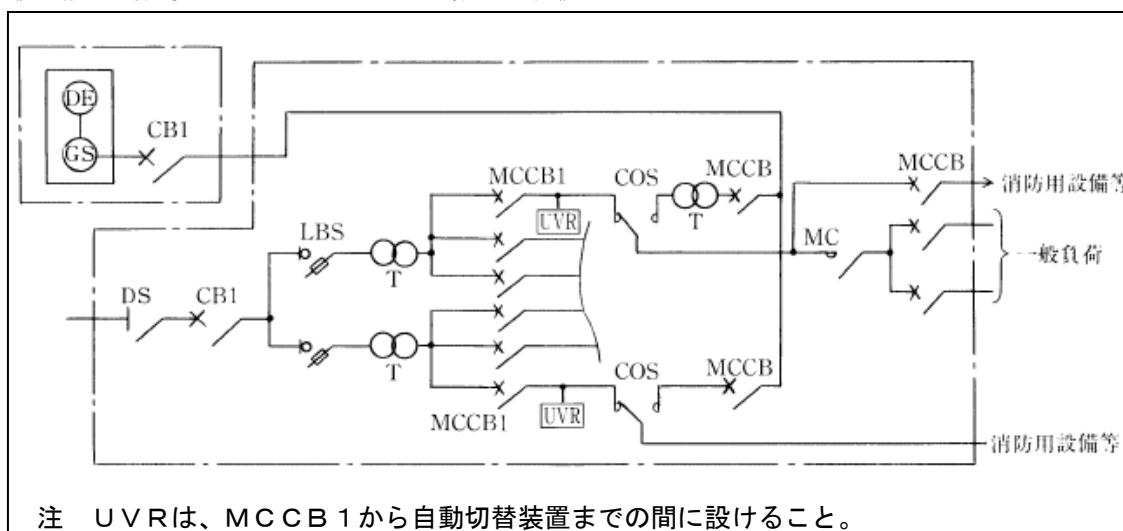 DE
GS
CB1
MCCB1
COS
MCCB
MCCB
消防用設備等
UVR
T
LBS
T
MC
一般負荷
DS
CB1
T
COS
MCCB
MCCB1
UVR
消防用設備等
注 UVRは、MCCB1から自動切替装置までの間に設けること。